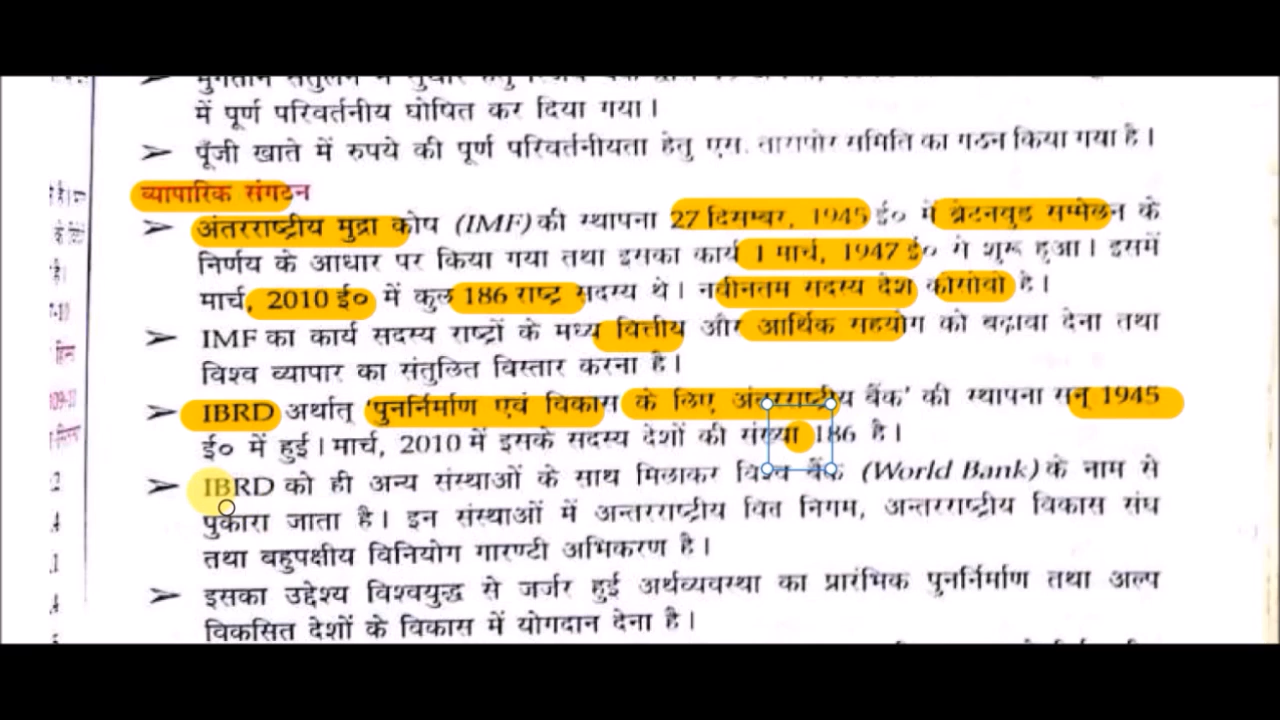 में पूर्ण परिवर्तनीय घोषित कर दिया गया।
➢ पूँजी खाते में रुपये की पूर्ण परिवर्तनीयता हेतु एस. तारापोर समिति का गठन किया गया है।
व्यापारिक संगठन
➢ अंतरराष्ट्रीय मुद्रा कोष (IMF) की स्थापना 27 दिसम्बर, 1945 ई० में ब्रेटनवुड सम्मेलन के
निर्णय के आधार पर किया गया तथा इसका कार्य 1 मार्च, 1947 ई० से शुरू हुआ। इसमें
मार्च, 2010 ई० में कुल 186 राष्ट्र सदस्य थे। नवीनतम सदस्य देश कोसोवो है।
➢ IMF का कार्य सदस्य राष्ट्रों के मध्य वित्तीय और आर्थिक सहयोग को बढ़ावा देना तथा
विश्व व्यापार का संतुलित विस्तार करना है।
➢ IBRD अर्थात् 'पुनर्निर्माण एवं विकास के लिए अंतरराष्ट्रीय बैंक' की स्थापना सन् 1945
ई० में हुई। मार्च, 2010 में इसके सदस्य देशों की संख्या 186 है।
➢ IBRD को ही अन्य संस्थाओं के साथ मिलाकर विश्व बैंक (World Bank) के नाम से
पुकारा जाता है। इन संस्थाओं में अन्तरराष्ट्रीय वित्त निगम, अन्तरराष्ट्रीय विकास संघ
तथा बहुपक्षीय विनियोग गारण्टी अभिकरण है।
➢ इसका उद्देश्य विश्वयुद्ध से जर्जर हुई अर्थव्यवस्था का प्रारंभिक पुनर्निर्माण तथा अल्प
विकसित देशों के विकास में योगदान देना है।